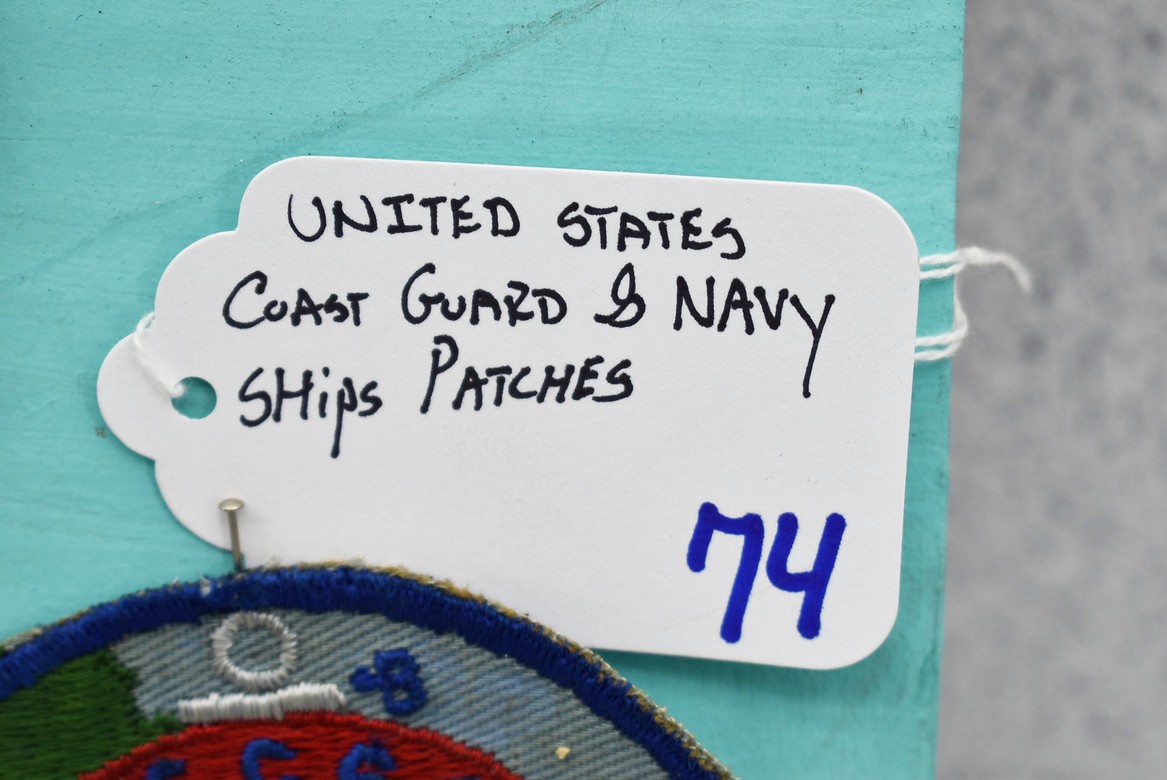 UNITED STATES
COAST GUARD & NAVY
SHips PATCHES
74